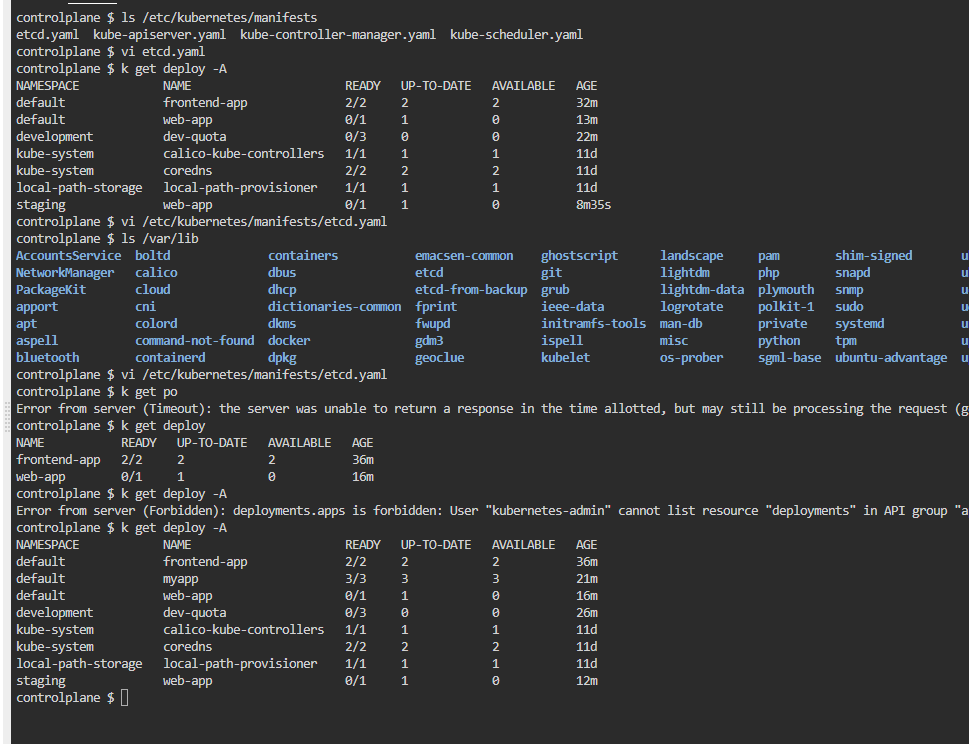 controlplane $ ls /etc/kubernetes/manifests
etcd.yaml  kube-apiserver.yaml  kube-controller-manager.yaml  kube-scheduler.yaml
controlplane $ vi etcd.yaml
controlplane $ k get deploy -A
NAMESPACE            NAME                      READY   UP-TO-DATE   AVAILABLE   AGE
default              frontend-app              2/2     2            2           32m
default              web-app                   0/1     1            0           13m
development          dev-quota                 0/3     0            0           22m
kube-system          calico-kube-controllers   1/1     1            1           11d
kube-system          coredns                   2/2     2            2           11d
local-path-storage   local-path-provisioner    1/1     1            1           11d
staging              web-app                   0/1     1            0           8m35s
controlplane $ vi /etc/kubernetes/manifests/etcd.yaml
controlplane $ ls /var/lib
AccountsService  boltd              containers           emacsen-common    ghostscript      landscape     pam        shim-signed       u
NetworkManager   calico             dbus                 etcd              git              lightdm       php        snapd             u
PackageKit       cloud              dhcp                 etcd-from-backup  grub             lightdm-data  plymouth   snmp              u
apport           cni                dictionaries-common  fprint            ieee-data        logrotate     polkit-1   sudo              u
apt              colord             dkms                 fwupd             initramfs-tools  man-db        private    systemd           u
aspell           command-not-found  docker               gdm3              ispell           misc          python     tpm               u
bluetooth        containerd         dpkg                 geoclue           kubelet          os-prober     sgml-base  ubuntu-advantage  u
controlplane $ vi /etc/kubernetes/manifests/etcd.yaml
controlplane $ k get po
Error from server (Timeout): the server was unable to return a response in the time allotted, but may still be processing the request (g
controlplane $ k get deploy
NAME           READY   UP-TO-DATE   AVAILABLE   AGE
frontend-app   2/2     2            2           36m
web-app        0/1     1            0           16m
controlplane $ k get deploy -A
Error from server (Forbidden): deployments.apps is forbidden: User "kubernetes-admin" cannot list resource "deployments" in API group "a
controlplane $ k get deploy -A
NAMESPACE            NAME                      READY   UP-TO-DATE   AVAILABLE   AGE
default              frontend-app              2/2     2            2           36m
default              myapp                     3/3     3            3           21m
default              web-app                   0/1     1            0           16m
development          dev-quota                 0/3     0            0           26m
kube-system          calico-kube-controllers   1/1     1            1           11d
kube-system          coredns                   2/2     2            2           11d
local-path-storage   local-path-provisioner    1/1     1            1           11d
staging              web-app                   0/1     1            0           12m
controlplane $